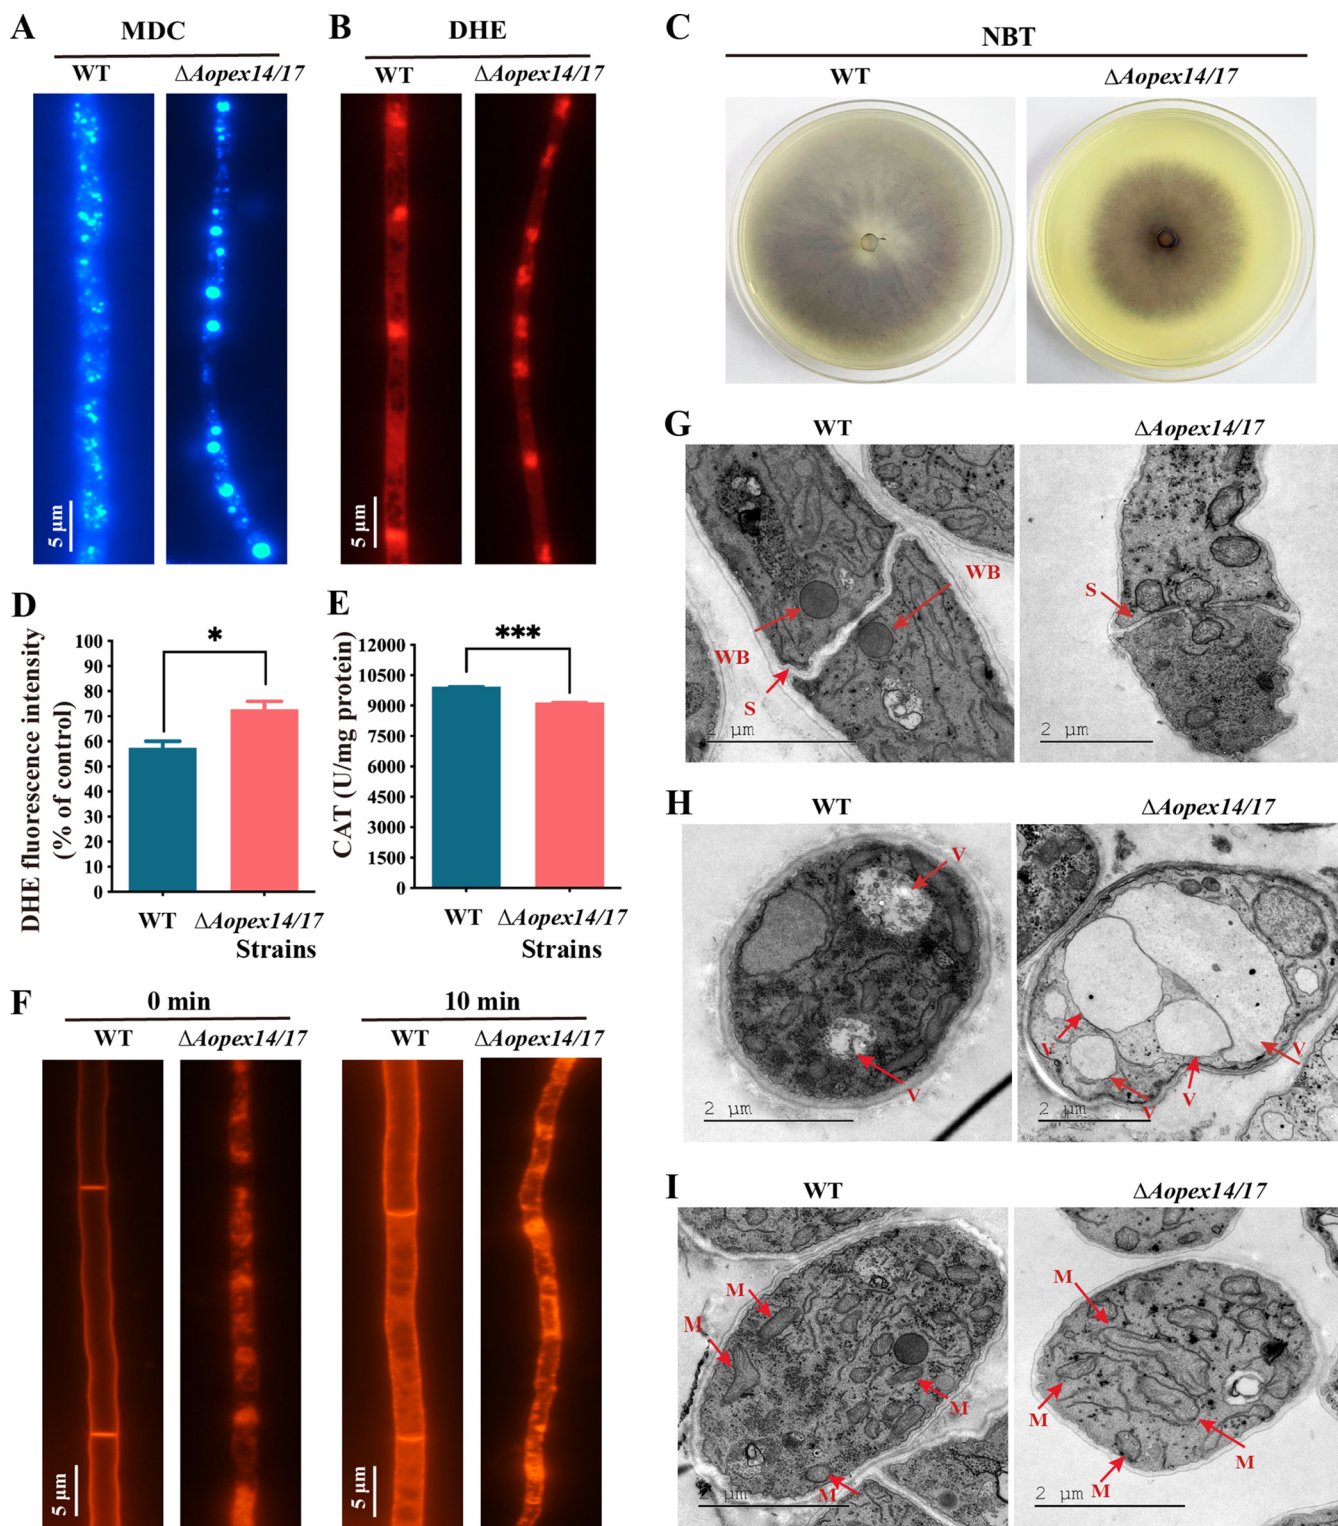 A
MDC
WT
ΔAopex14/17
5 μm
B
DHE
WT
ΔAopex14/17
5 μm
C
NBT
WT
ΔAopex14/17
D
DHE fluorescence intensity
(% of control)
100
90
80
70
60
50
40
30
20
10
0
*
WT
ΔAopex14/17
Strains
E
CAT (U/mg protein)
12000
10500
9000
7500
6000
4500
3000
1500
0
***
WT
ΔAopex14/17
Strains
F
0 min
WT
ΔAopex14/17
5 μm
10 min
WT
ΔAopex14/17
5 μm
G
WT
WB
WB
S
2 μm
ΔAopex14/17
S
2 μm
H
WT
V
V
2 μm
ΔAopex14/17
V
V
V
V
2 μm
I
WT
M
M
M
M
2 μm
ΔAopex14/17
M
M
M
M
2 μm